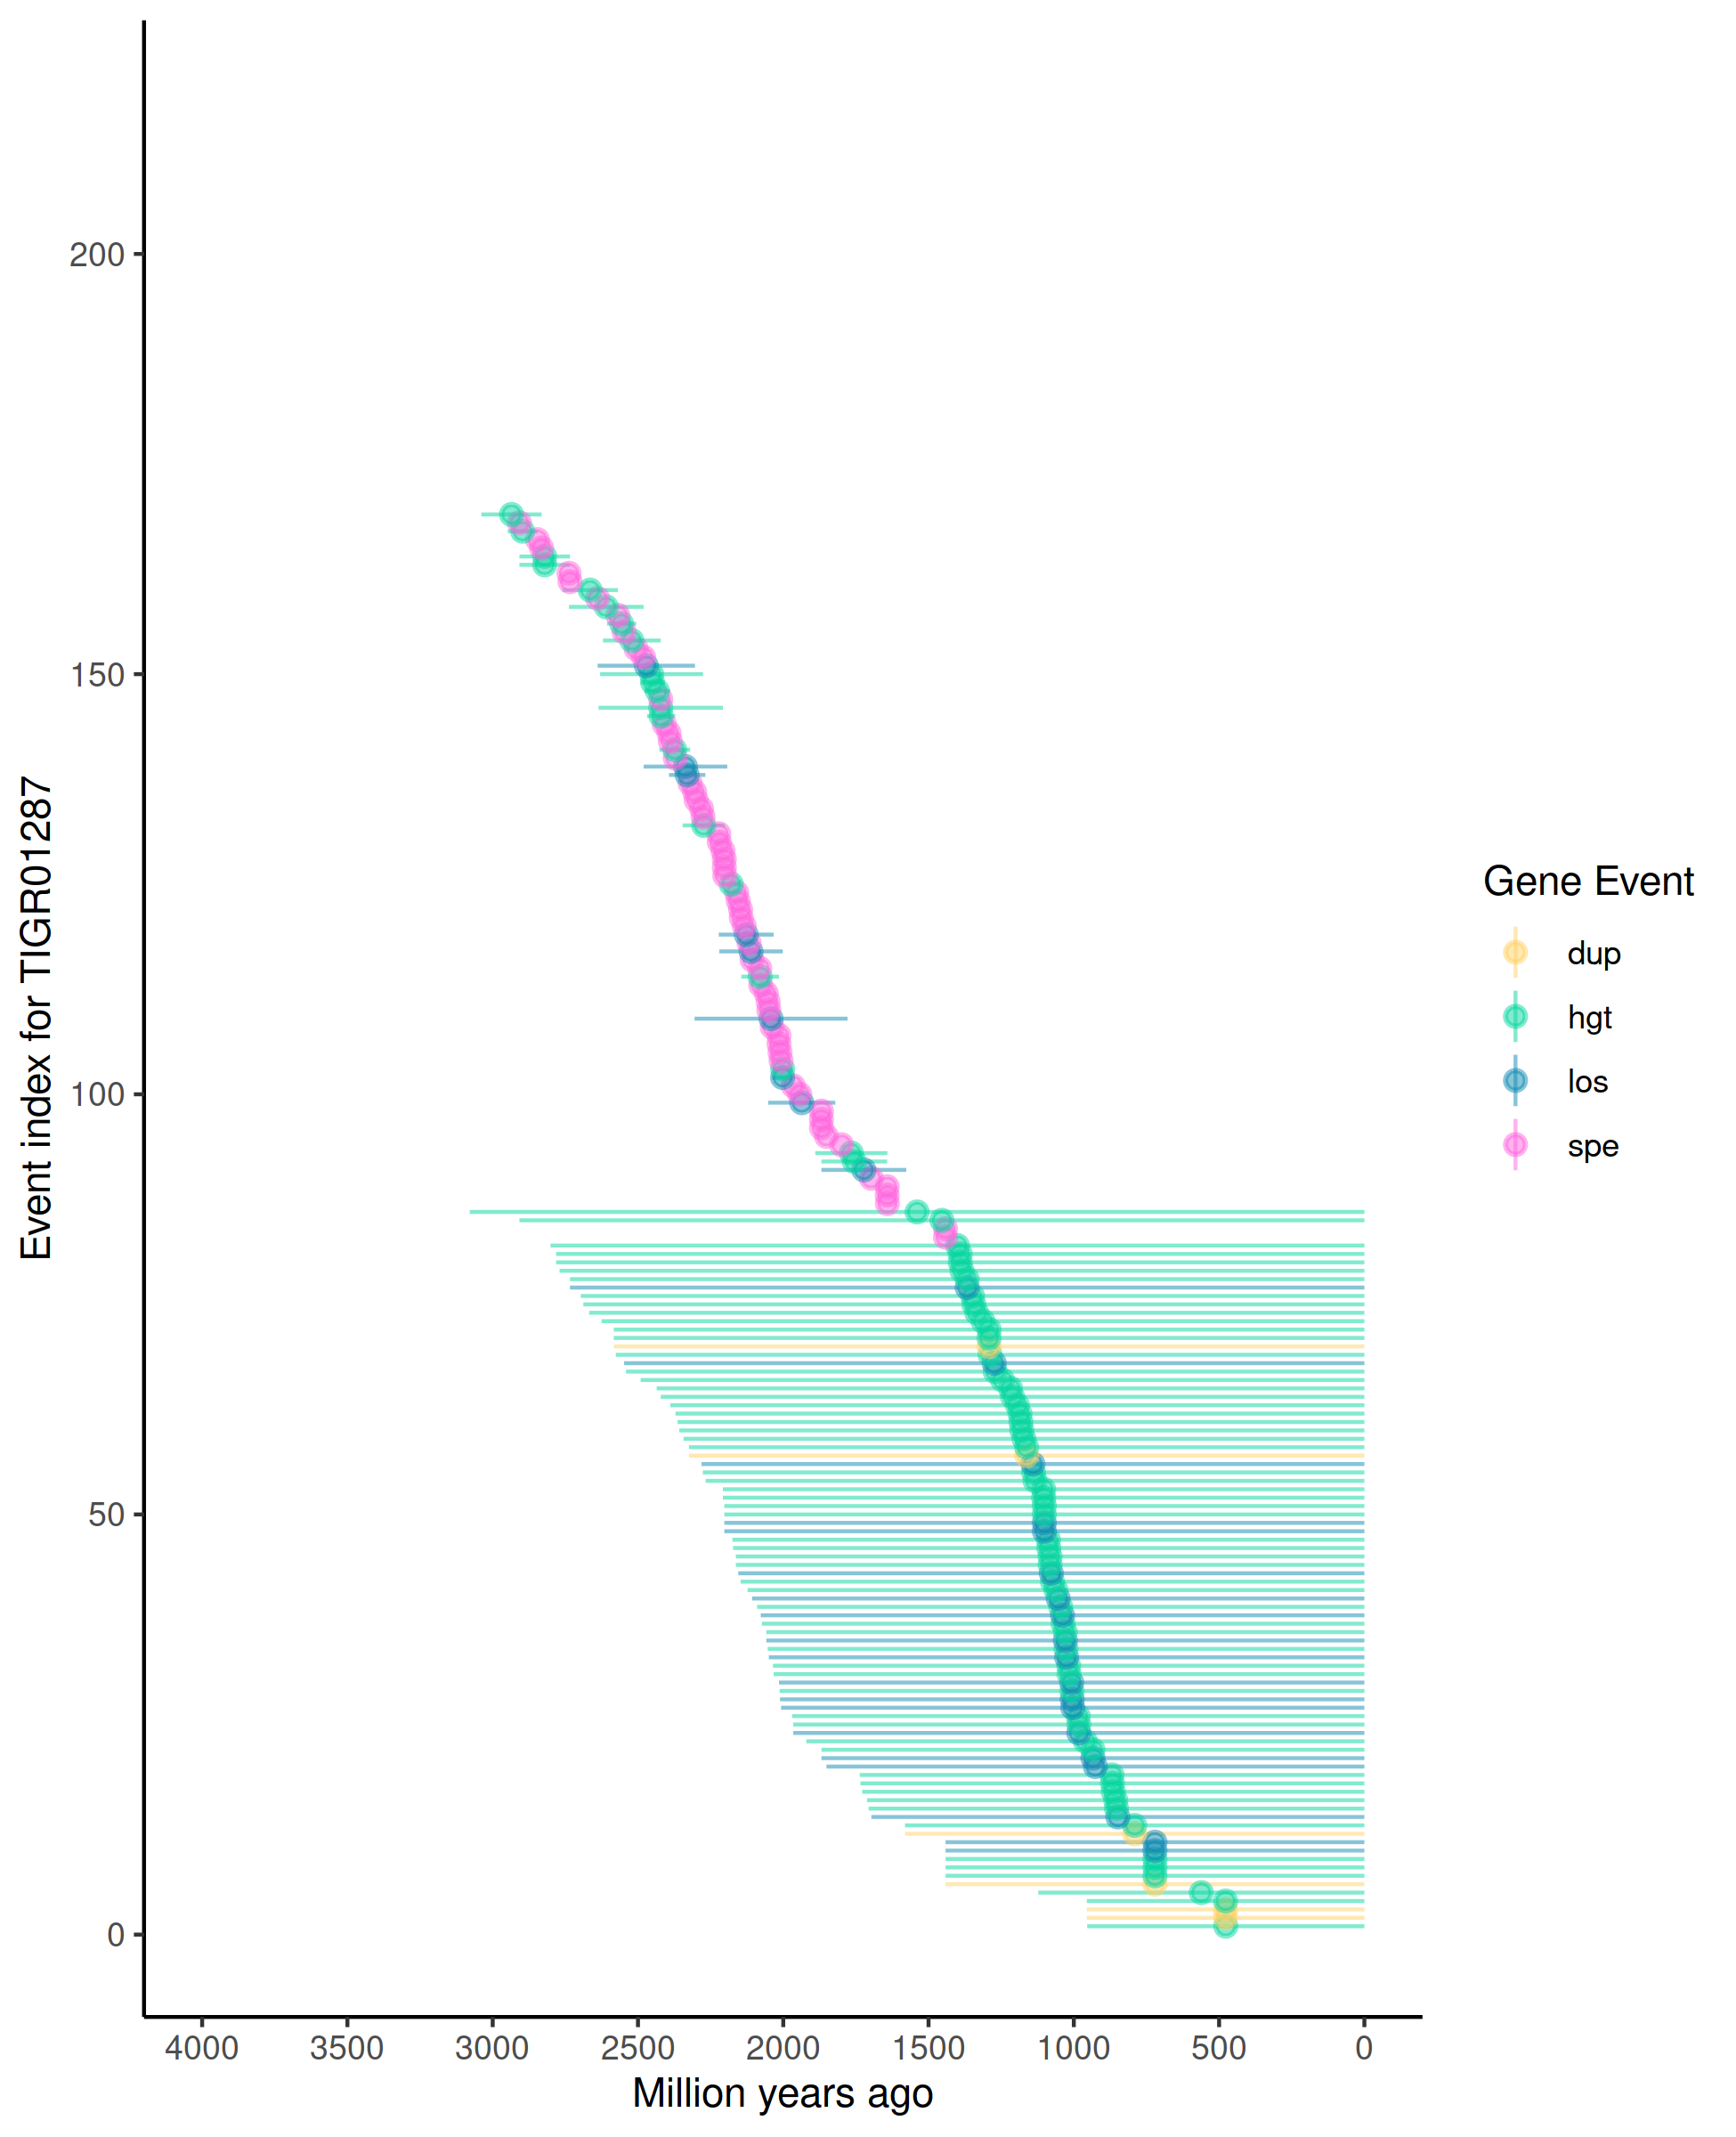 Event index for TIGR01287
200
150
100
50
0
4000 3500 3000 2500 2000 1500 1000 500 0
Million years ago
Gene Event
dup
hgt
los
spe